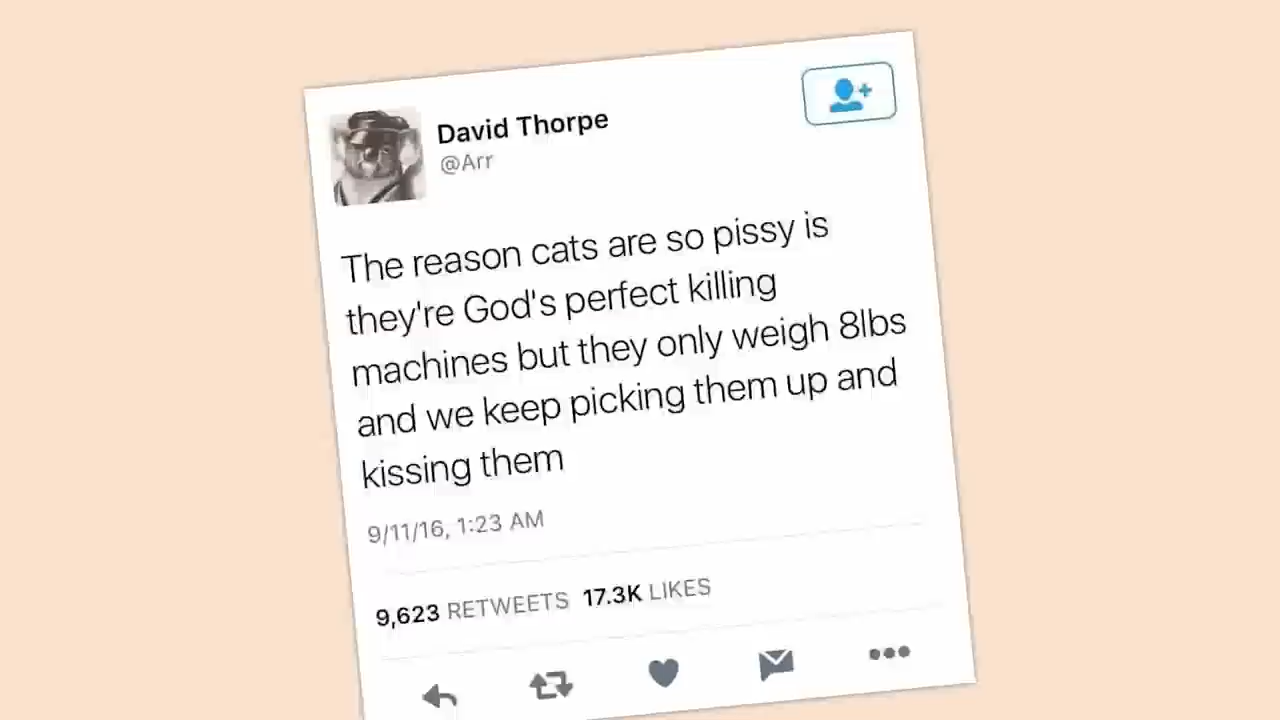 David Thorpe
@Arr
The reason cats are so pissy is
they're God's perfect killing
machines but they only weigh 8lbs
and we keep picking them up and
kissing them
9/11/16, 1:23 AM
9,623 RETWEETS 17.3K LIKES